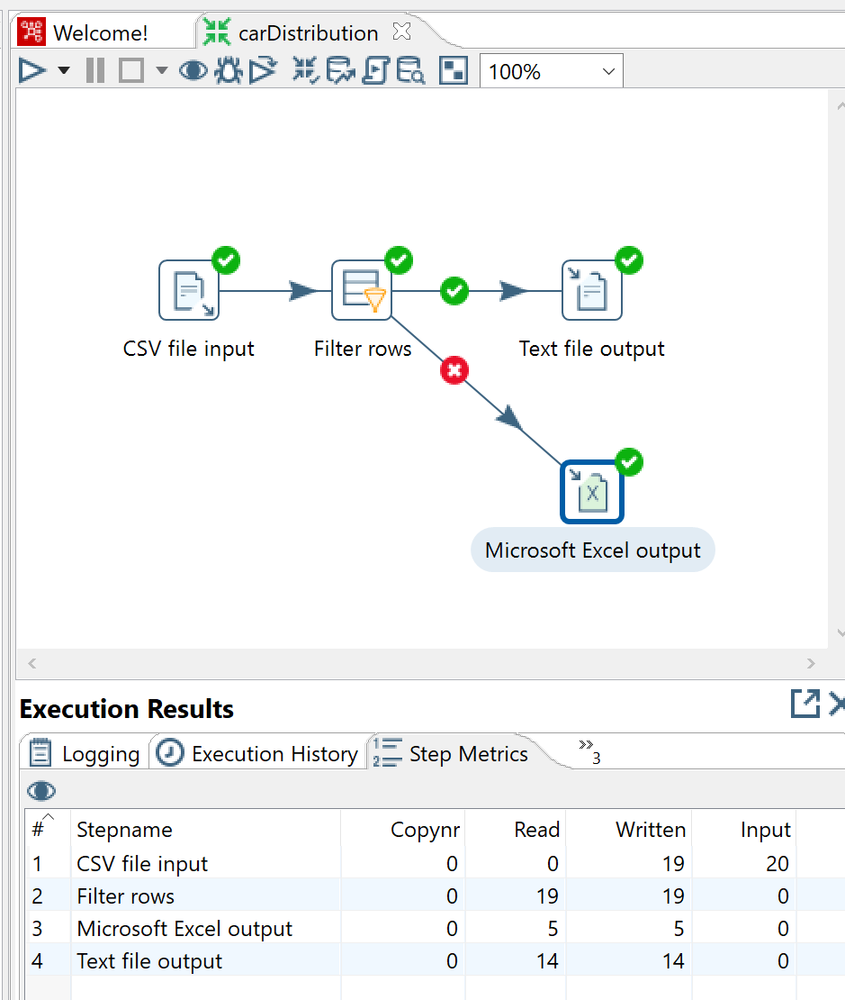 Welcome!
carDistribution
100%
CSV file input
Filter rows
Text file output
X
Microsoft Excel output
Execution Results
Logging
Execution History
1 2 Step Metrics
» 3
# Stepname Copynr Read Written Input
1 CSV file input 0 0 19 20
2 Filter rows 0 19 19 0
3 Microsoft Excel output 0 5 5 0
4 Text file output 0 14 14 0